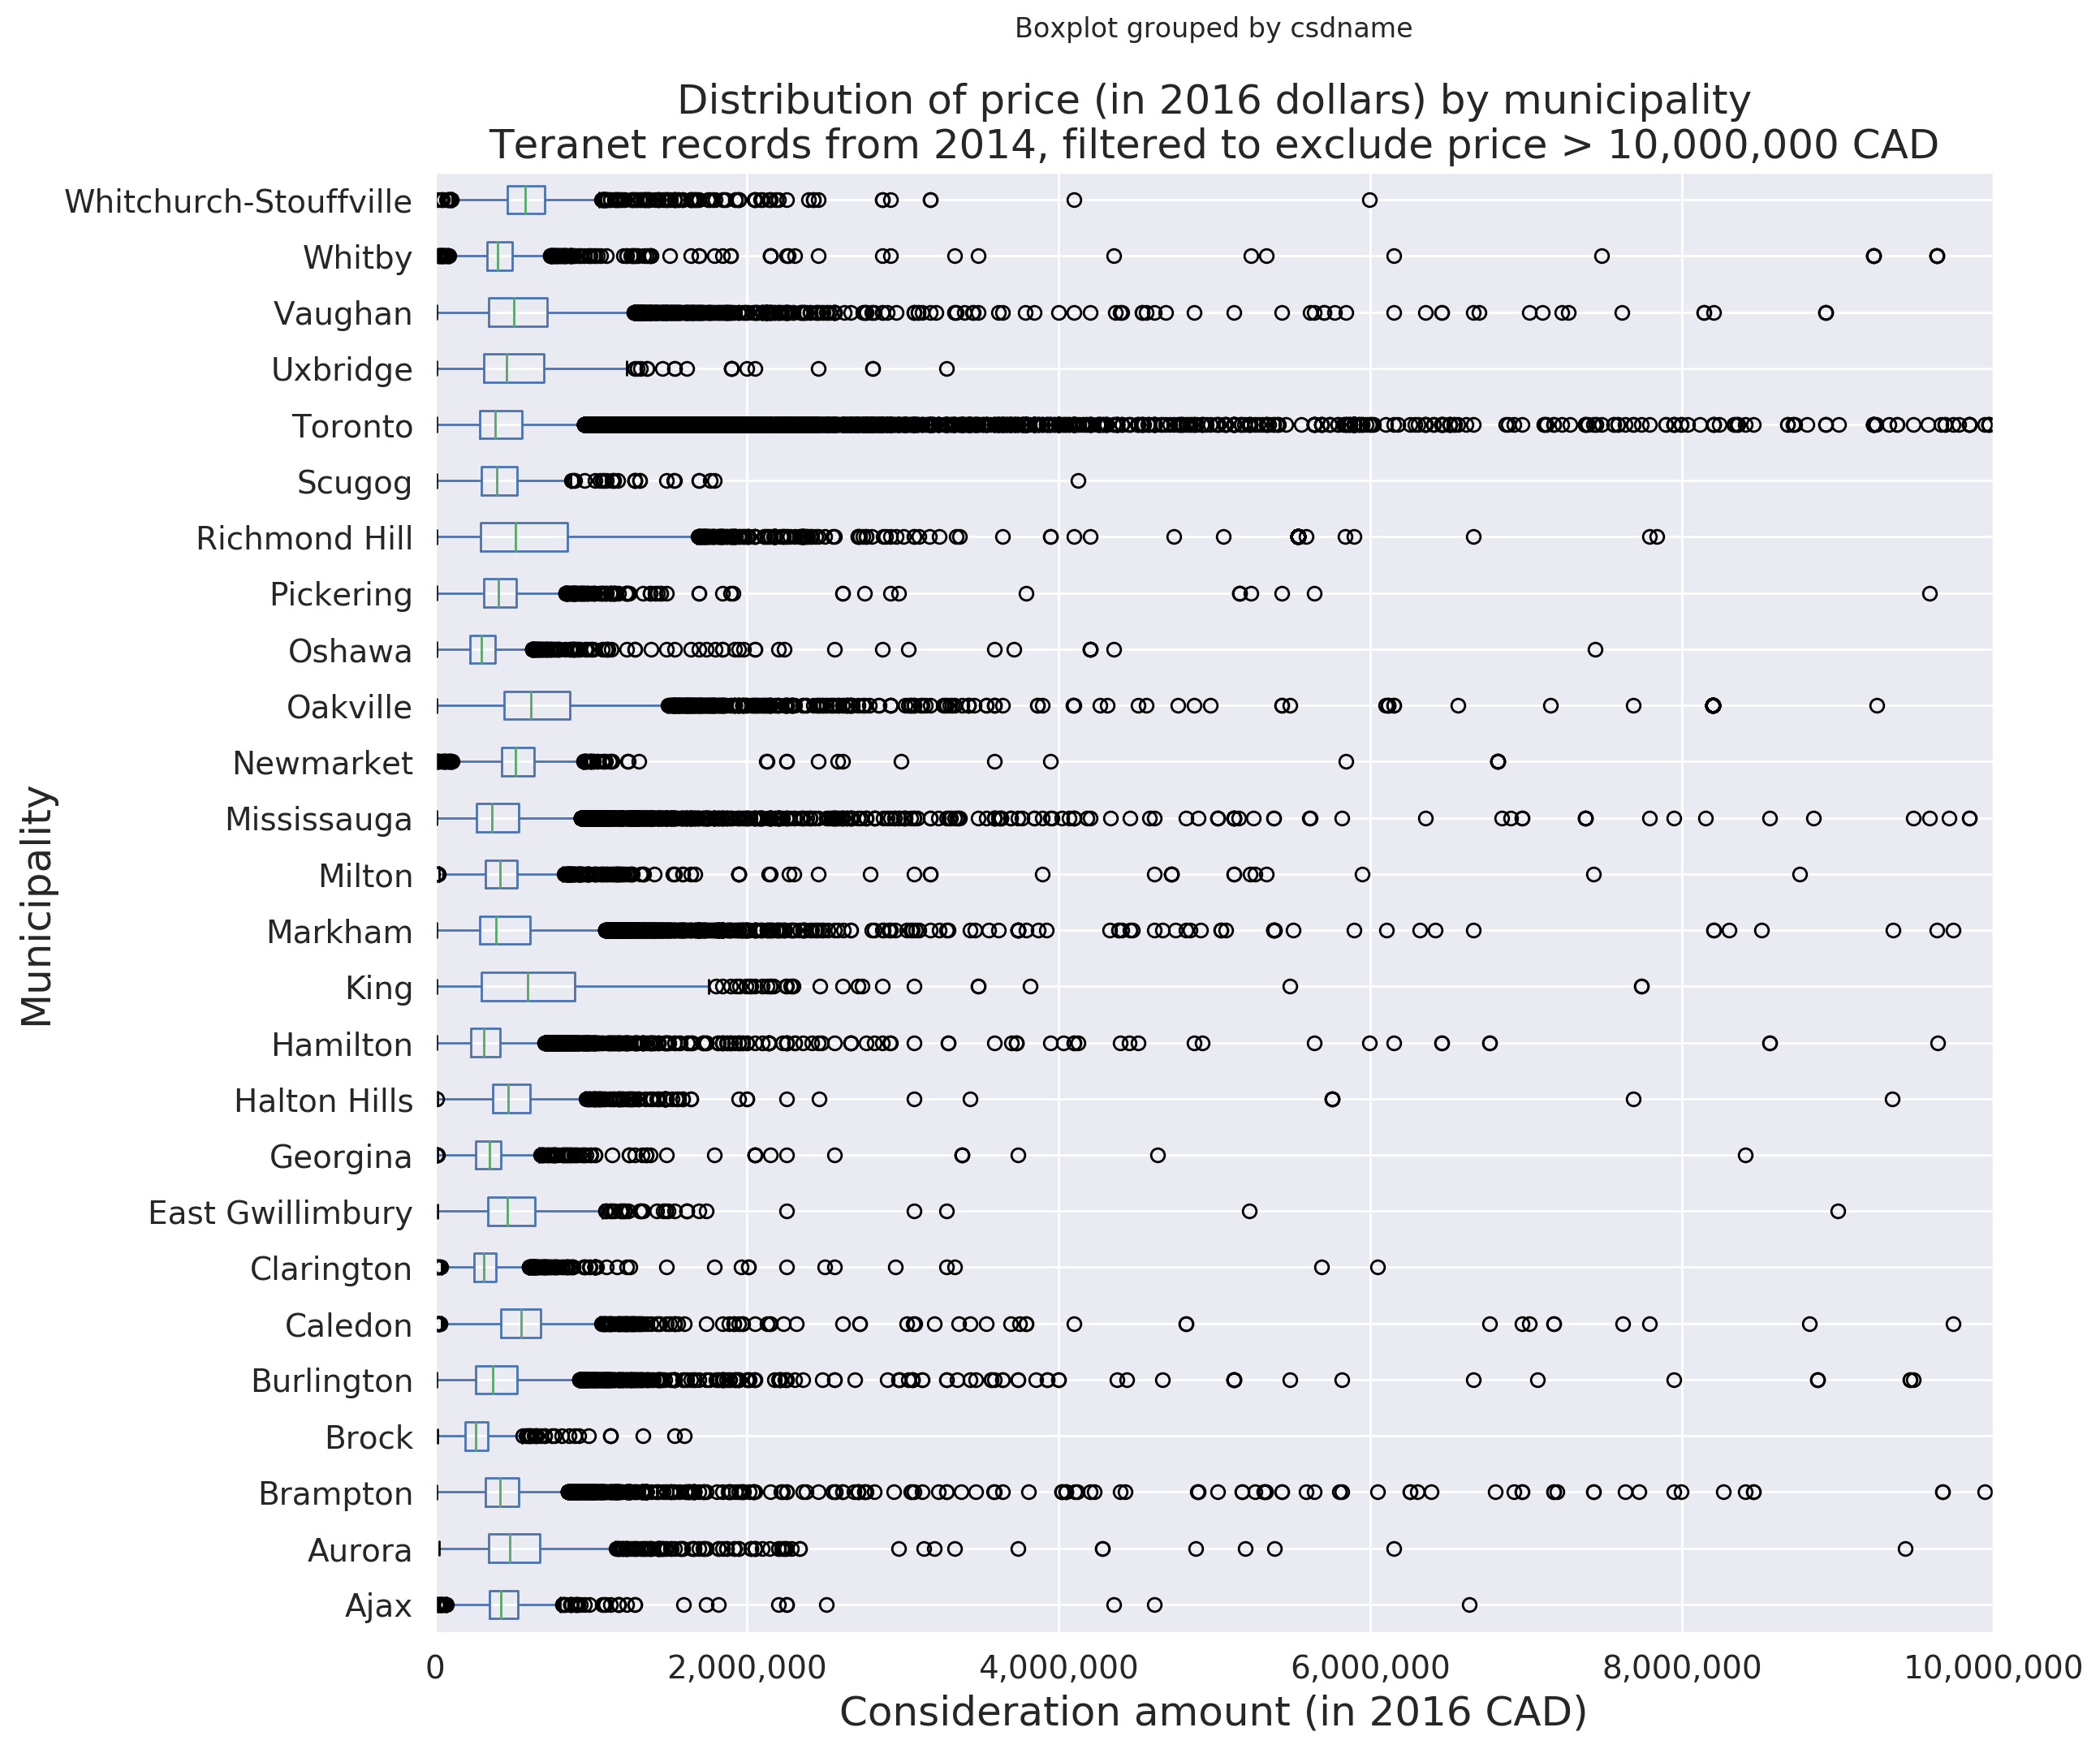 Boxplot grouped by csdname
Distribution of price (in 2016 dollars) by municipality
Teranet records from 2014, filtered to exclude price > 10,000,000 CAD
Municipality
Whitchurch-Stouffville
Whitby
Vaughan
Uxbridge
Toronto
Scugog
Richmond Hill
Pickering
Oshawa
Oakville
Newmarket
Mississauga
Milton
Markham
King
Hamilton
Halton Hills
Georgina
East Gwillimbury
Clarington
Caledon
Burlington
Brock
Brampton
Aurora
Ajax
0 2,000,000 4,000,000 6,000,000 8,000,000 10,000,000
Consideration amount (in 2016 CAD)